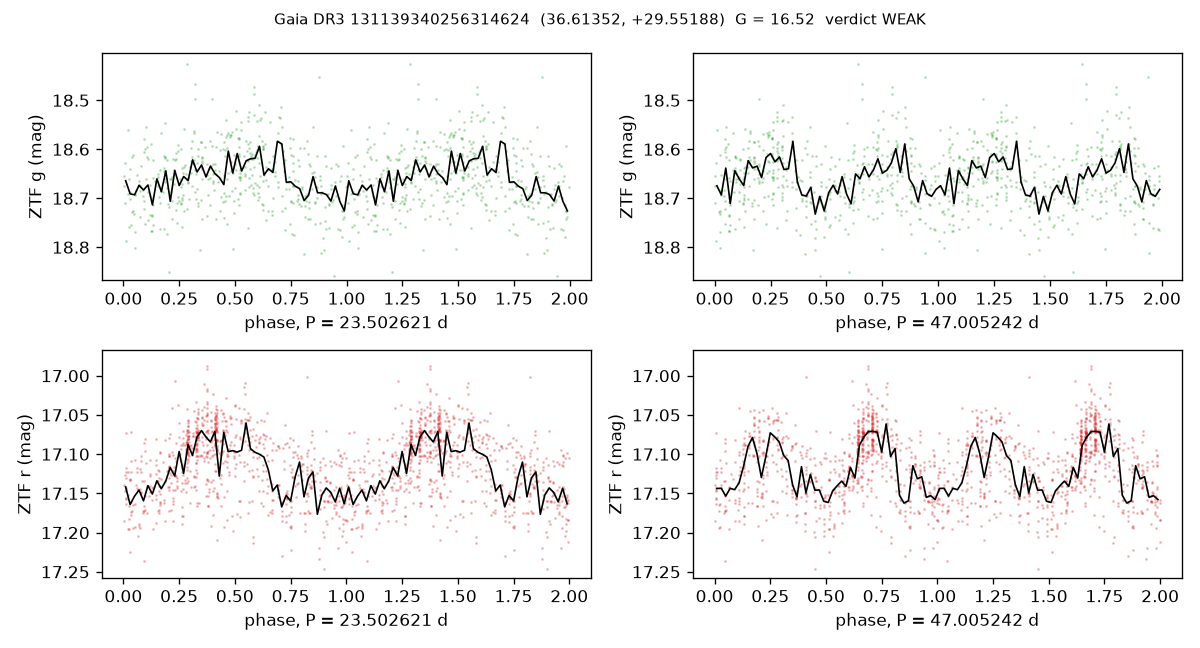 Gaia DR3 131139340256314624  (36.61352, +29.55188)  G = 16.52  verdict WEAK
ZTF g (mag)
18.5
18.6
18.7
18.8
0.00 0.25 0.50 0.75 1.00 1.25 1.50 1.75 2.00
phase, P = 23.502621 d
ZTF g (mag)
18.5
18.6
18.7
18.8
0.00 0.25 0.50 0.75 1.00 1.25 1.50 1.75 2.00
phase, P = 47.005242 d
ZTF r (mag)
17.00
17.05
17.10
17.15
17.20
17.25
0.00 0.25 0.50 0.75 1.00 1.25 1.50 1.75 2.00
phase, P = 23.502621 d
ZTF r (mag)
17.00
17.05
17.10
17.15
17.20
17.25
0.00 0.25 0.50 0.75 1.00 1.25 1.50 1.75 2.00
phase, P = 47.005242 d